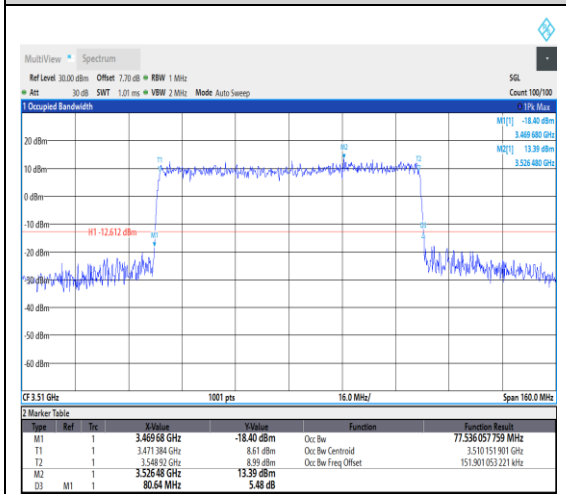 MultiView Spectrum
Ref Level 30.00 dBm Offset 7.70 dB RBW 1 MHz SGL
Att 30 dB SWT 1.01 ms VBW 2 MHz Mode Auto Sweep Count 100/100
1 Occupied Bandwidth 1Pk Max
M1[1] -18.40 dBm
3.469 680 GHz
M2[1] 13.39 dBm
3.526 480 GHz
20 dBm
M2
T1 T2
10 dBm
0 dBm
-10 dBm
H1 -12.612 dBm
M1 D3
-20 dBm
-30 dBm
-40 dBm
-50 dBm
-60 dBm
CF 3.51 GHz 1001 pts 16.0 MHz/ Span 160.0 MHz
2 Marker Table
Type Ref Trc X-Value Y-Value Function Function Result
M1 1 3.469 68 GHz -18.40 dBm Occ Bw 77.536 057 759 MHz
T1 1 3.471 384 GHz 8.61 dBm Occ Bw Centroid 3.510 151 901 GHz
T2 1 3.548 92 GHz 8.99 dBm Occ Bw Freq Offset 151.901 053 221 kHz
M2 1 3.526 48 GHz 13.39 dBm
D3 M1 1 80.64 MHz 5.48 dB